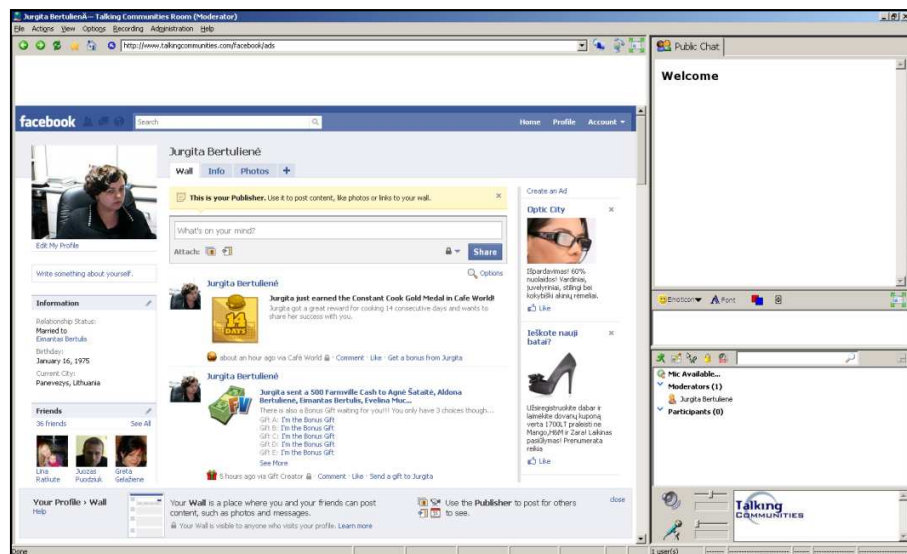 Jurgita BertulienÄ— Talking Communities Room (Moderator)
File Actions View Options Recording Administration Help
http://www.talkingcommunities.com/facebook/ads
facebook
Search
Home Profile Account
Jurgita Bertulienė
Wall Info Photos +
This is your Publisher. Use it to post content, like photos or links to your wall.
What's on your mind?
Attach:
Share
Options
Edit My Profile
Write something about yourself.
Information
Relationship Status:
Married to
Eimantas Bertulis
Birthday:
January 16, 1975
Current City:
Panevezys, Lithuania
Friends
36 friends See All
Lina
Ratkute
Juozas
Puodziuk
Greta
Gelažiene
Jurgita Bertulienė
Jurgita just earned the Constant Cook Gold Medal in Cafe World!
Jurgita got a great reward for cooking 14 consecutive days and wants to
share her success with you.
14
DAYS
about an hour ago via Café World · Comment · Like · Get a bonus from Jurgita
Jurgita Bertulienė
Jurgita sent a 500 Farmville Cash to Agnė Šataitė, Aldona
Bertuliene, Eimantas Bertulis, Evelina Muc...
There is also a Bonus Gift waiting for you!!!! You only have 3 choices though...
Gift A: I'm the Bonus Gift
Gift B: I'm the Bonus Gift
Gift C: I'm the Bonus Gift
Gift D: I'm the Bonus Gift
Gift E: I'm the Bonus Gift
See More
5 hours ago via Gift Creator · Comment · Like · Send a gift to Jurgita
Create an Ad
Optic City
Išpardavimas! 60%
nuolaidos! Vardiniai,
juvelyriniai, stilingi bei
kokybiški akinių rėmeliai.
Like
Ieškote nauji
batai?
Užsiregistruokite dabar ir
laimėkite dovanų kuponą
verta 1700LT praleisti ne
Mango,H&M ir Zara! Laikinas
pasiūlymas! Prenumerata
reikia
Like
Your Profile › Wall
Help
Your Wall is a place where you and your friends can post
content, such as photos and messages.
Your Wall is visible to anyone who visits your profile. Learn more
Use the Publisher to post for others
to see.
close
Done
Public Chat
Welcome
Emoticon Font
Mic Available...
Moderators (1)
Jurgita Bertuliene
Participants (0)
Talking
COMMUNITIES
1 user(s)